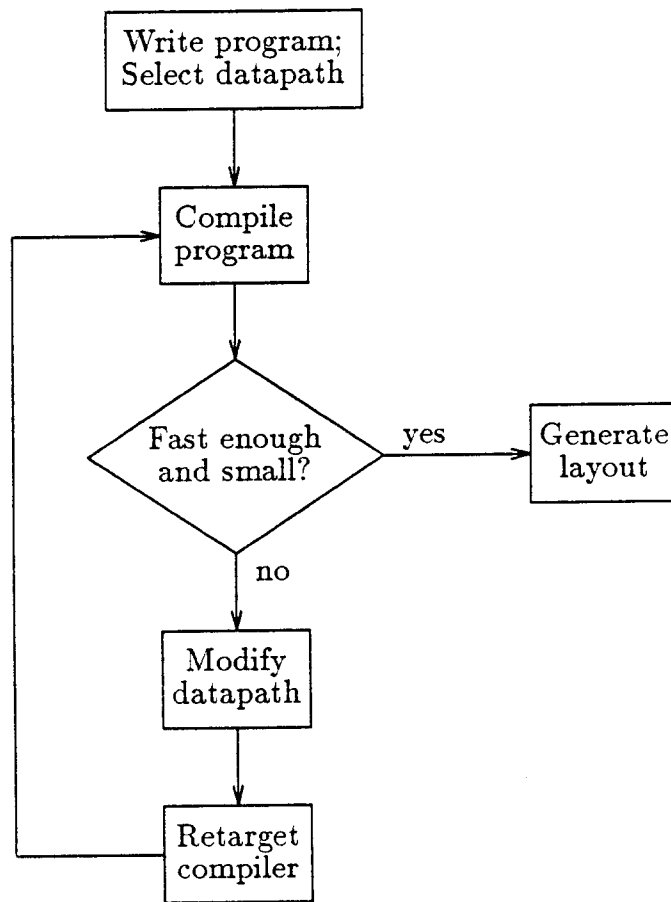 Write program;
Select datapath
Compile
program
Fast enough
and small?
yes
Generate
layout
no
Modify
datapath
Retarget
compiler